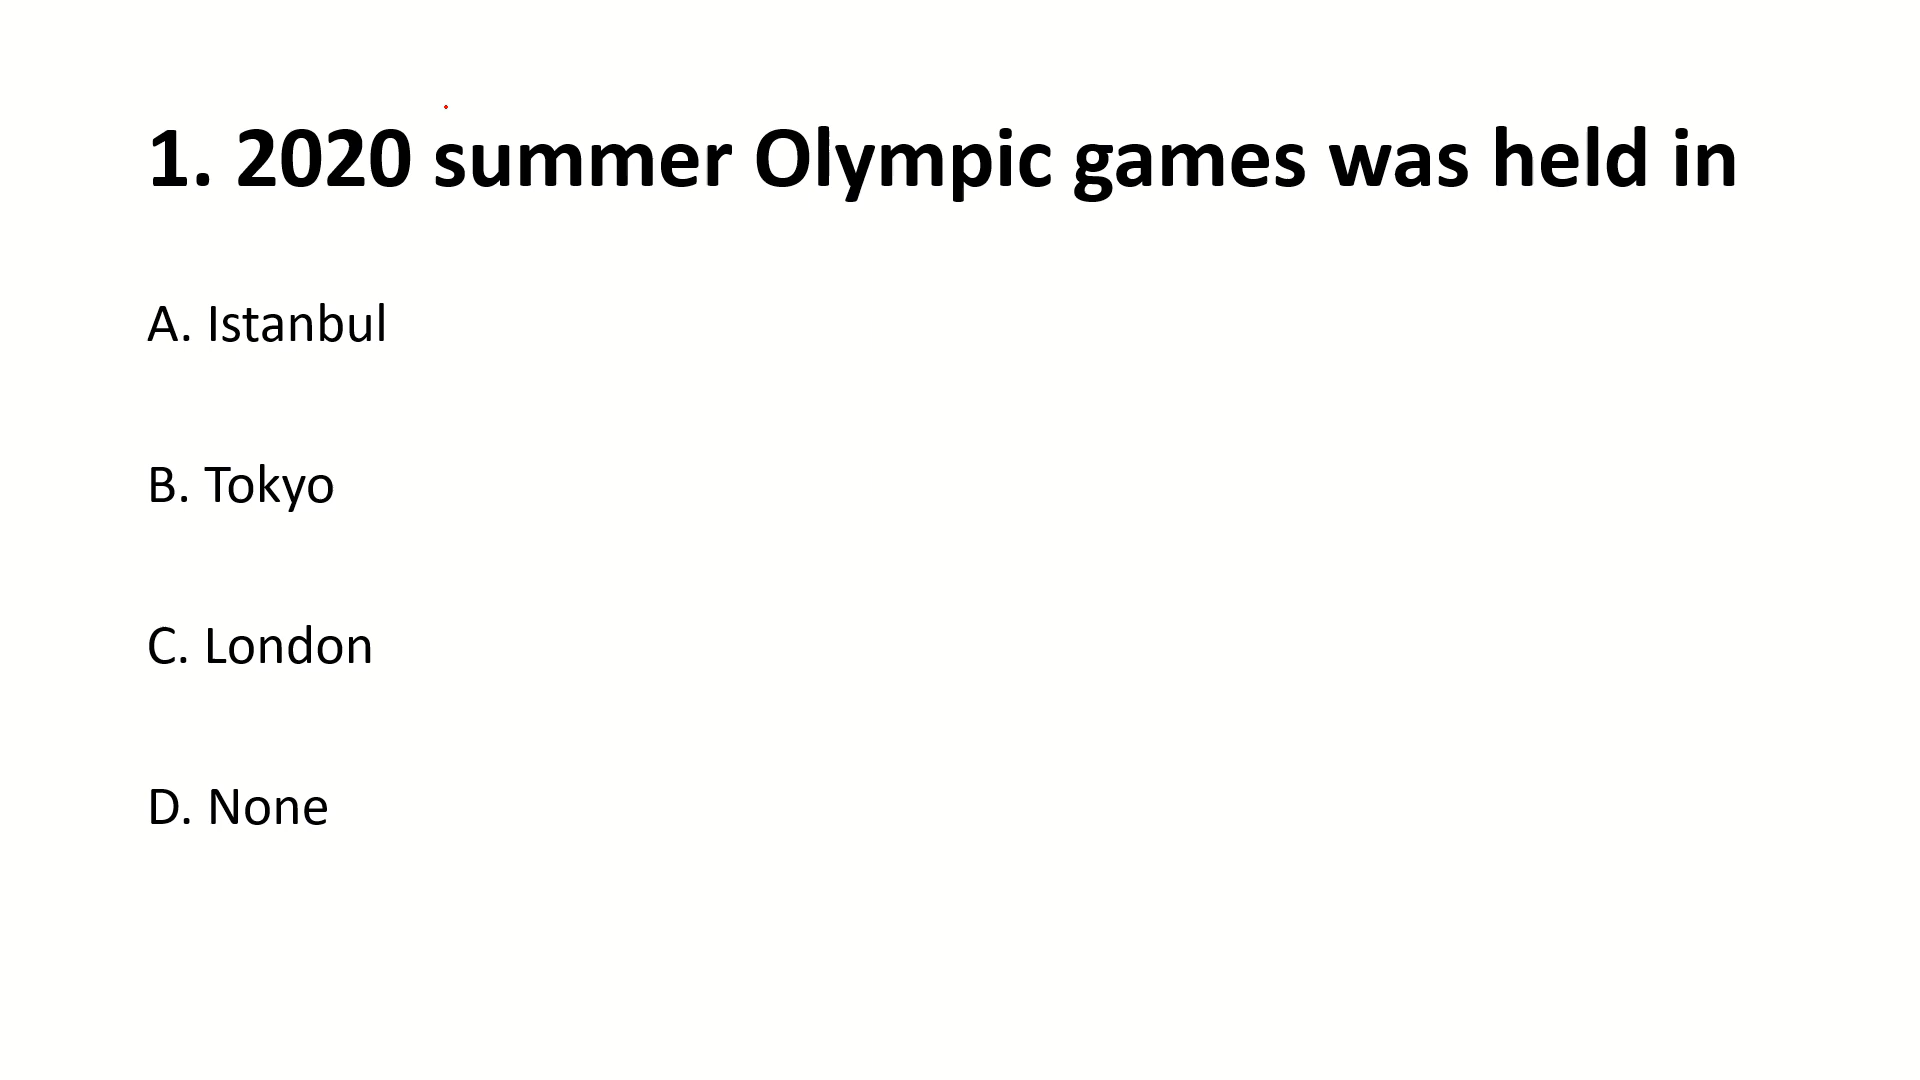 1. 2020 summer Olympic games was held in
A. Istanbul
B. Tokyo
C. London
D. None